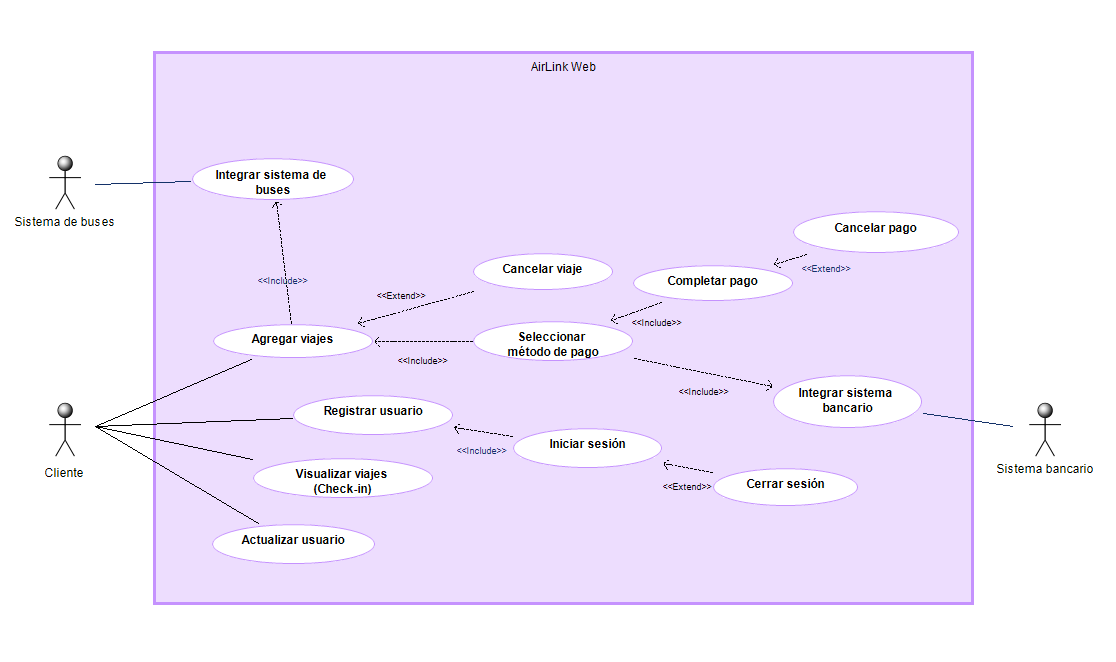 AirLink Web
Integrar sistema de
buses
Sistema de buses
Cancelar pago
<<Extend>>
Cancelar viaje
Completar pago
<<Include>>
<<Extend>>
<<Include>>
Agregar viajes
Seleccionar
método de pago
<<Include>>
<<Include>>
Integrar sistema
bancario
Registrar usuario
Iniciar sesión
<<Include>>
Cliente
Sistema bancario
Visualizar viajes
(Check-in)
Cerrar sesión
<<Extend>>
Actualizar usuario